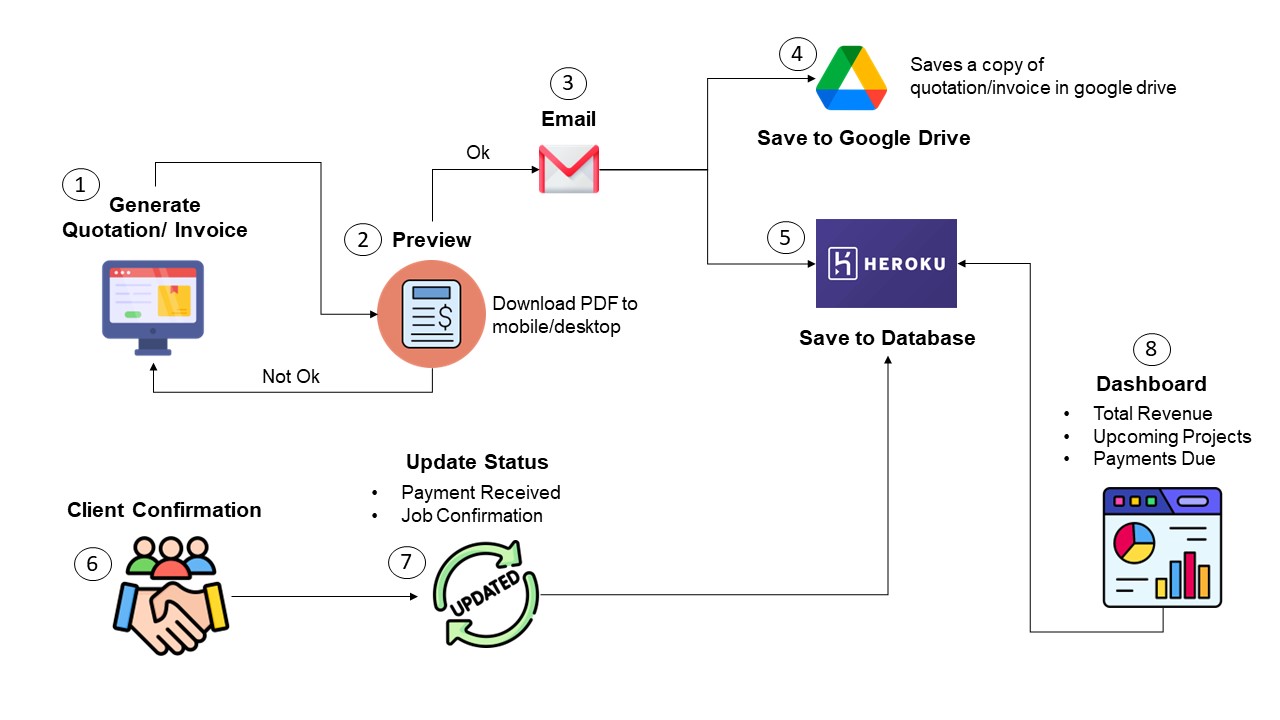 1
Generate
Quotation/ Invoice
2
Preview
Download PDF to
mobile/desktop
Not Ok
Ok
3
Email
4
Saves a copy of
quotation/invoice in google drive
Save to Google Drive
5
HEROKU
Save to Database
6
Client Confirmation
7
Update Status
• Payment Received
• Job Confirmation
UPDATED
8
Dashboard
• Total Revenue
• Upcoming Projects
• Payments Due